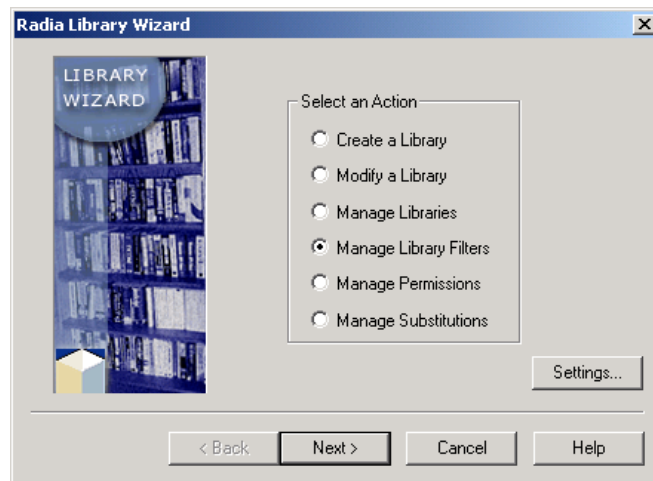 Radia Library Wizard
LIBRARY
WIZARD
Select an Action
Create a Library
Modify a Library
Manage Libraries
Manage Library Filters
Manage Permissions
Manage Substitutions
Settings...
< Back
Next >
Cancel
Help